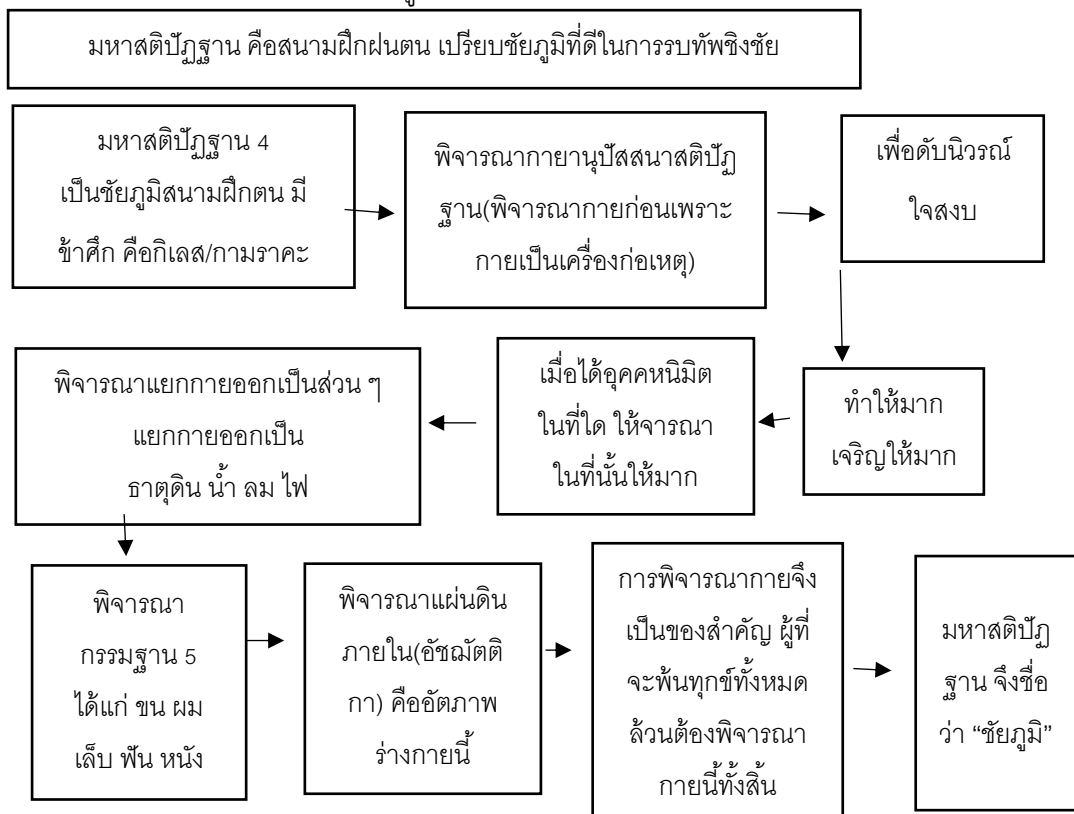 มหาสติปัฏฐาน คือสนามฝึกฝนตน เปรียบชัยภูมิที่ดีในการรบทัพชิงชัย
มหาสติปัฏฐาน 4
เป็นชัยภูมิสนามฝึกตน มี
ข้าศึก คือกิเลส/กามราคะ
พิจารณากายานุปัสสนาสติปัฏ
ฐาน(พิจารณากายก่อนเพราะ
กายเป็นเครื่องก่อเหตุ)
เพื่อดับนิวรณ์
ใจสงบ
ทำให้มาก
เจริญให้มาก
เมื่อได้อุคคหนิมิต
ในที่ใด ให้จารณา
ในที่นั้นให้มาก
พิจารณาแยกกายออกเป็นส่วน ๆ
แยกกายออกเป็น
ธาตุดิน น้ำ ลม ไฟ
พิจารณา
กรรมฐาน 5
ได้แก่ ขน ผม
เล็บ ฟัน หนัง
พิจารณาแผ่นดิน
ภายใน(อัชฌัตติ
กา) คืออัตภาพ
ร่างกายนี้
การพิจารณากายจึง
เป็นของสำคัญ ผู้ที่
จะพ้นทุกข์ทั้งหมด
ล้วนต้องพิจารณา
กายนี้ทั้งสิ้น
มหาสติปัฏ
ฐาน จึงชื่อ
ว่า “ชัยภูมิ”